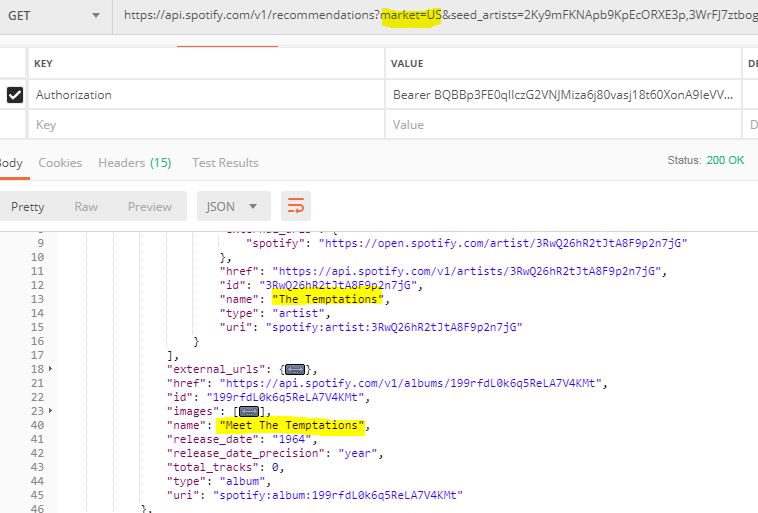 GET https://api.spotify.com/v1/recommendations?market=US&seed_artists=2Ky9mFKNApb9KpEcORXE3p,3WrFJ7ztbog
KEY VALUE DE
Authorization Bearer BQBBp3FE0qIlczG2VNJMiza6j80vasj18t60XonA9IeVV...
Key Value D
Body Cookies Headers (15) Test Results Status: 200 OK
Pretty Raw Preview JSON
8 "external_urls": {
9 "spotify": "https://open.spotify.com/artist/3RwQ26hR2tJtA8F9p2n7jG"
10 },
11 "href": "https://api.spotify.com/v1/artists/3RwQ26hR2tJtA8F9p2n7jG",
12 "id": "3RwQ26hR2tJtA8F9p2n7jG",
13 "name": "The Temptations",
14 "type": "artist",
15 "uri": "spotify:artist:3RwQ26hR2tJtA8F9p2n7jG"
16 }
17 ],
18 "external_urls": {},
21 "href": "https://api.spotify.com/v1/albums/199rfdL0k6q5ReLA7V4KMt",
22 "id": "199rfdL0k6q5ReLA7V4KMt",
23 "images": [],
40 "name": "Meet The Temptations",
41 "release_date": "1964",
42 "release_date_precision": "year",
43 "total_tracks": 0,
44 "type": "album",
45 "uri": "spotify:album:199rfdL0k6q5ReLA7V4KMt"
46 },